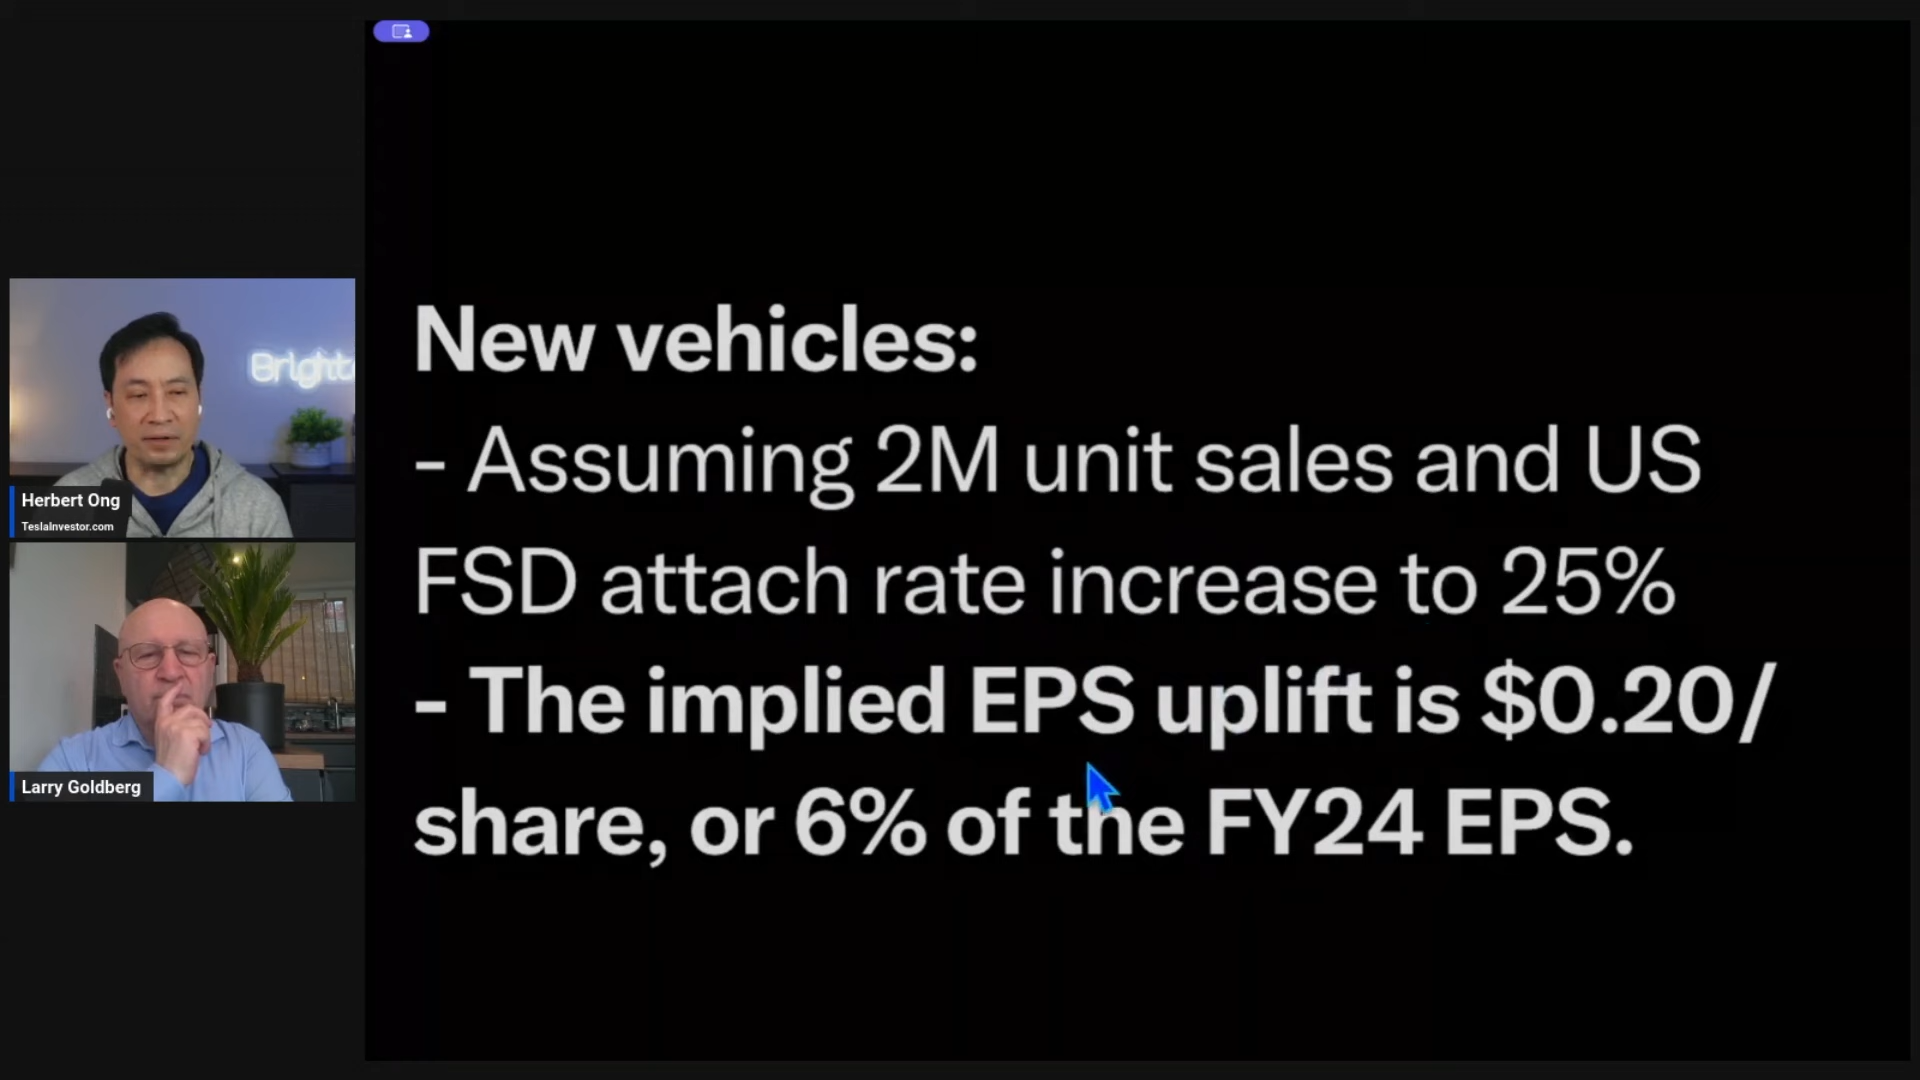 Bright
Herbert Ong
TeslaInvestor.com
Larry Goldberg
New vehicles:
- Assuming 2M unit sales and US
FSD attach rate increase to 25%
- The implied EPS uplift is $0.20/
share, or 6% of the FY24 EPS.